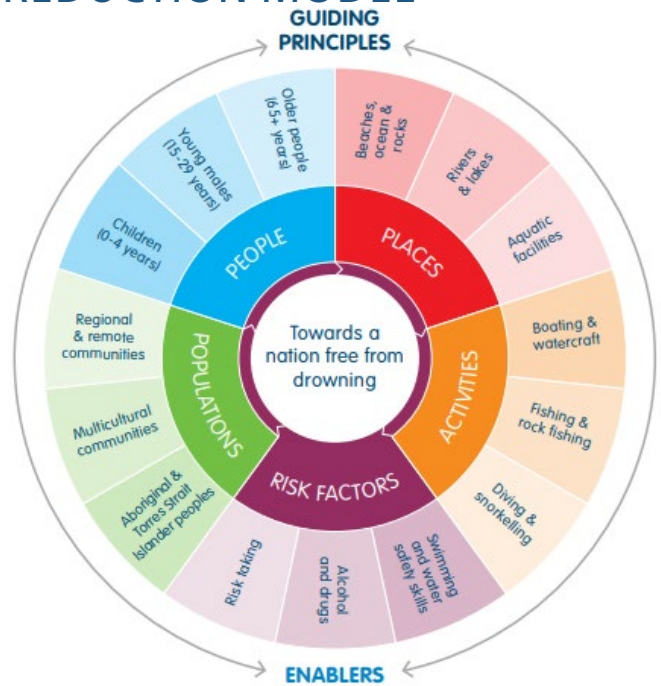 REDUCTION MODEL
GUIDING
PRINCIPLES
Older people
(65+ years)
Beaches,
ocean &
rocks
Young males
(15-29 years)
Rivers
& lakes
Children
(0-4 years)
Aquatic
facilities
PEOPLE
PLACES
Regional
& remote
communities
Towards a
nation free from
drowning
Boating &
watercraft
POPULATIONS
ACTIVITIES
Multicultural
communities
Fishing &
rock fishing
Aboriginal &
Torres Strait
Islander peoples
RISK FACTORS
Diving &
snorkelling
Risk taking
Alcohol
and drugs
Swimming
and water
safety skills
ENABLERS